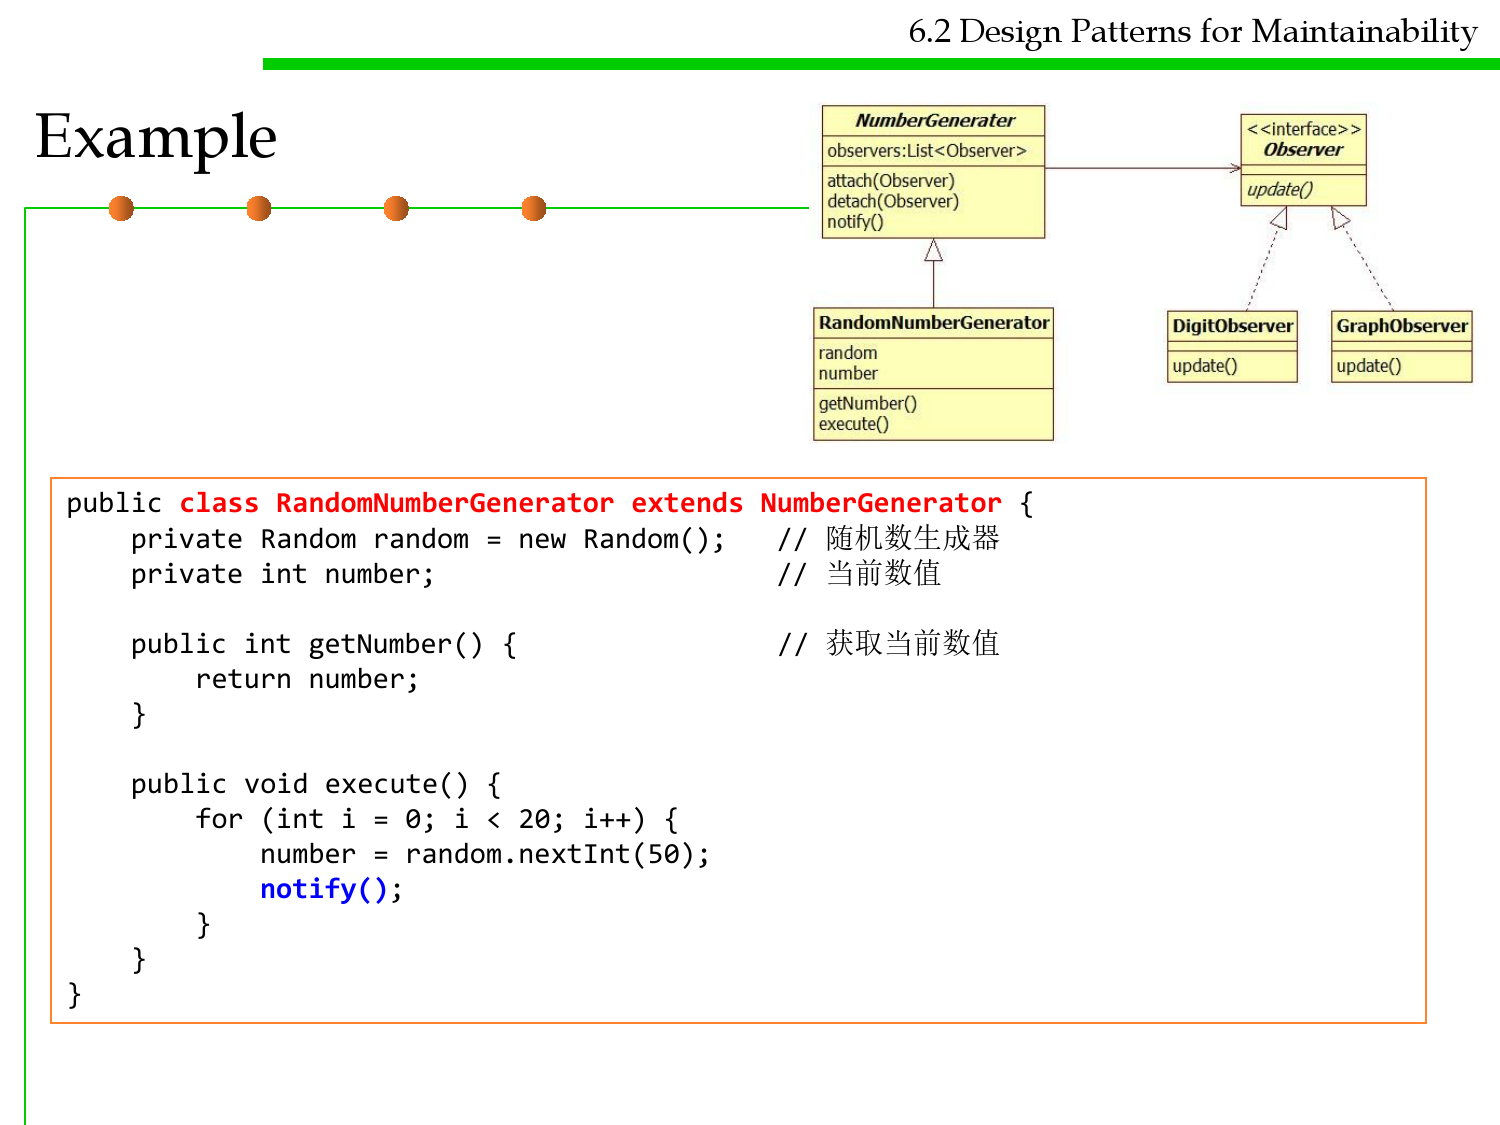 6.2 Design Patterns for Maintainability
Example
NumberGenerater
observers:List<Observer>
attach(Observer)
detach(Observer)
notify()
<<interface>>
Observer
update()
RandomNumberGenerator
random
number
getNumber()
execute()
DigitObserver
update()
GraphObserver
update()
public class RandomNumberGenerator extends NumberGenerator {
    private Random random = new Random();   // 随机数生成器
    private int number;                     // 当前数值
    public int getNumber() {                // 获取当前数值
        return number;
    }
    public void execute() {
        for (int i = 0; i < 20; i++) {
            number = random.nextInt(50);
            notify();
        }
    }
}